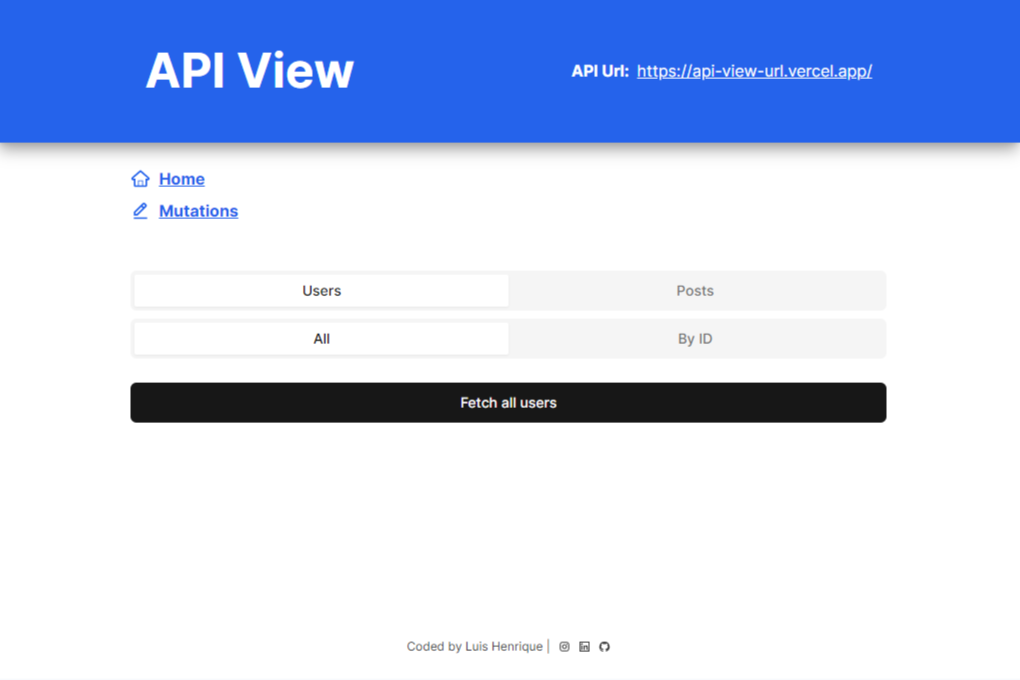 API View
API Url: https://api-view-url.vercel.app/
Home
Mutations
Users
Posts
All
By ID
Fetch all users
Coded by Luis Henrique |